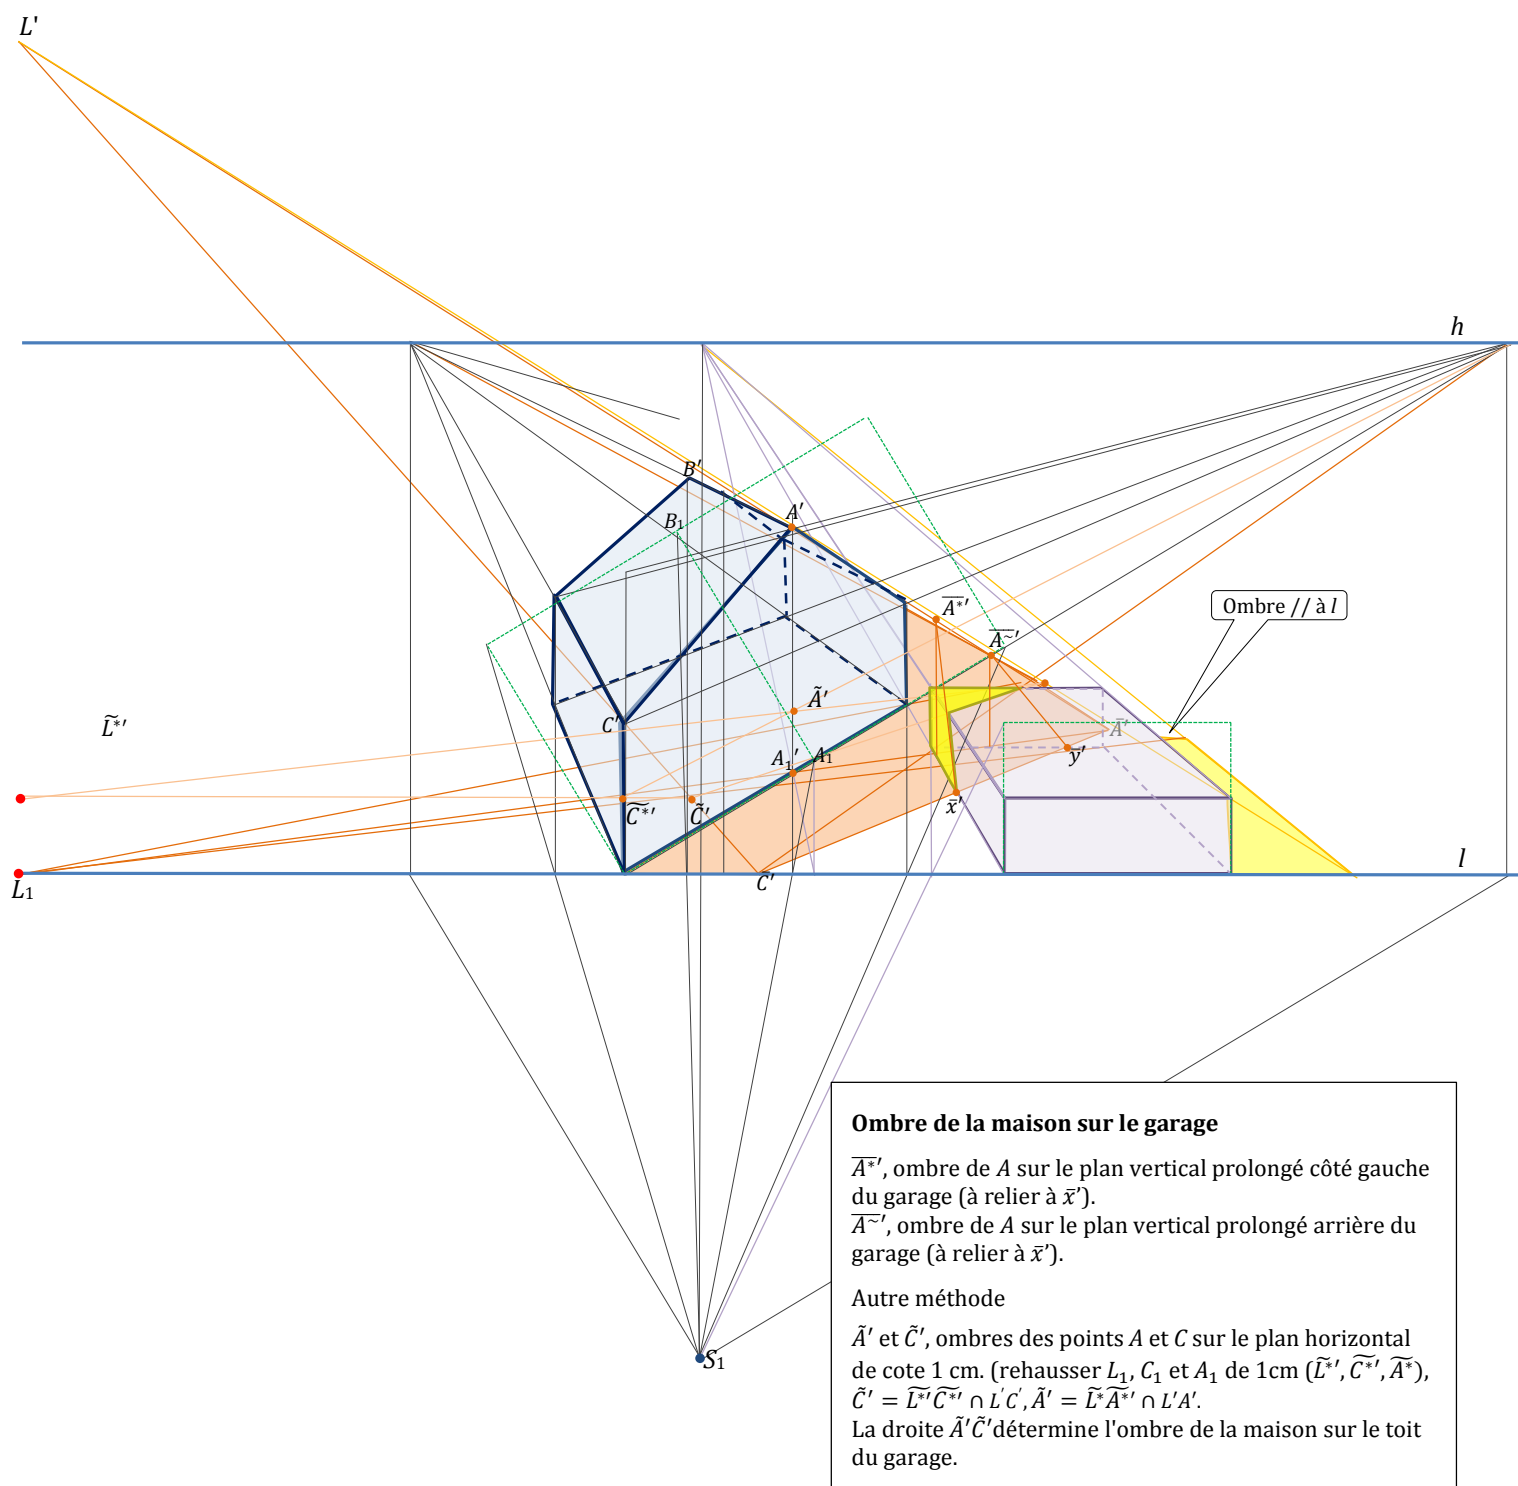 L'
h
B'
B₁
A'
A̅*̅'
A̅~̅'
Ombre // à l
Ã'
C'
L̃*'
A̅'
A₁' A₁
y̅'
C̃*' C̃' x̅'
l
C̅'
L₁
Ombre de la maison sur le garage
A̅*̅', ombre de A sur le plan vertical prolongé côté gauche
du garage (à relier à x̅').
A̅~̅', ombre de A sur le plan vertical prolongé arrière du
garage (à relier à x̅').
Autre méthode
Ã' et C̃', ombres des points A et C sur le plan horizontal
de cote 1 cm. (rehausser L₁, C₁ et A₁ de 1cm (L̃*', C̃*', Ã*),
C̃' = L̃*'C̃*' ∩ L'C', Ã' = L̃*Ã*' ∩ L'A'.
La droite Ã'C̃'détermine l'ombre de la maison sur le toit
du garage.
S₁